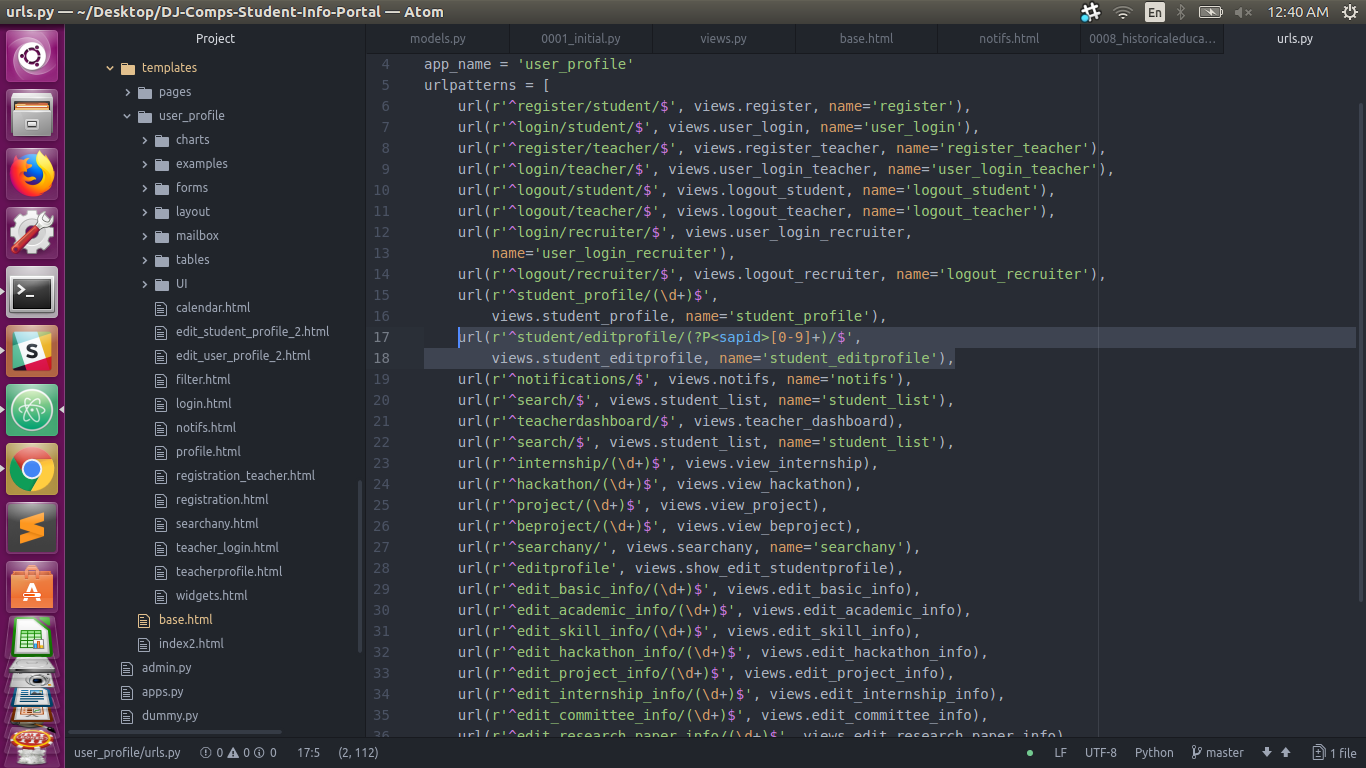 urls.py — ~/Desktop/DJ-Comps-Student-Info-Portal — Atom
En
12:40 AM
Project
templates
pages
user_profile
charts
examples
forms
layout
mailbox
tables
UI
calendar.html
edit_student_profile_2.html
edit_user_profile_2.html
filter.html
login.html
notifs.html
profile.html
registration_teacher.html
registration.html
searchany.html
teacher_login.html
teacherprofile.html
widgets.html
base.html
index2.html
admin.py
apps.py
dummy.py
models.py
0001_initial.py
views.py
base.html
notifs.html
0008_historicaleduca...
urls.py
4 app_name = 'user_profile'
5 urlpatterns = [
6 url(r'^register/student/$', views.register, name='register'),
7 url(r'^login/student/$', views.user_login, name='user_login'),
8 url(r'^register/teacher/$', views.register_teacher, name='register_teacher'),
9 url(r'^login/teacher/$', views.user_login_teacher, name='user_login_teacher'),
10 url(r'^logout/student/$', views.logout_student, name='logout_student'),
11 url(r'^logout/teacher/$', views.logout_teacher, name='logout_teacher'),
12 url(r'^login/recruiter/$', views.user_login_recruiter,
13 name='user_login_recruiter'),
14 url(r'^logout/recruiter/$', views.logout_recruiter, name='logout_recruiter'),
15 url(r'^student_profile/(\d+)$',
16 views.student_profile, name='student_profile'),
17 url(r'^student/editprofile/(?P<sapid>[0-9]+)/$',
18 views.student_editprofile, name='student_editprofile'),
19 url(r'^notifications/$', views.notifs, name='notifs'),
20 url(r'^search/$', views.student_list, name='student_list'),
21 url(r'^teacherdashboard/$', views.teacher_dashboard),
22 url(r'^search/$', views.student_list, name='student_list'),
23 url(r'^internship/(\d+)$', views.view_internship),
24 url(r'^hackathon/(\d+)$', views.view_hackathon),
25 url(r'^project/(\d+)$', views.view_project),
26 url(r'^beproject/(\d+)$', views.view_beproject),
27 url(r'^searchany/', views.searchany, name='searchany'),
28 url(r'^editprofile', views.show_edit_studentprofile),
29 url(r'^edit_basic_info/(\d+)$', views.edit_basic_info),
30 url(r'^edit_academic_info/(\d+)$', views.edit_academic_info),
31 url(r'^edit_skill_info/(\d+)$', views.edit_skill_info),
32 url(r'^edit_hackathon_info/(\d+)$', views.edit_hackathon_info),
33 url(r'^edit_project_info/(\d+)$', views.edit_project_info),
34 url(r'^edit_internship_info/(\d+)$', views.edit_internship_info),
35 url(r'^edit_committee_info/(\d+)$', views.edit_committee_info),
url(r'^edit_research_paper_info/(\d+)$', views.edit_research_paper_info),
user_profile/urls.py 0 0 0 17:5 (2, 112)
LF UTF-8 Python master 1 file